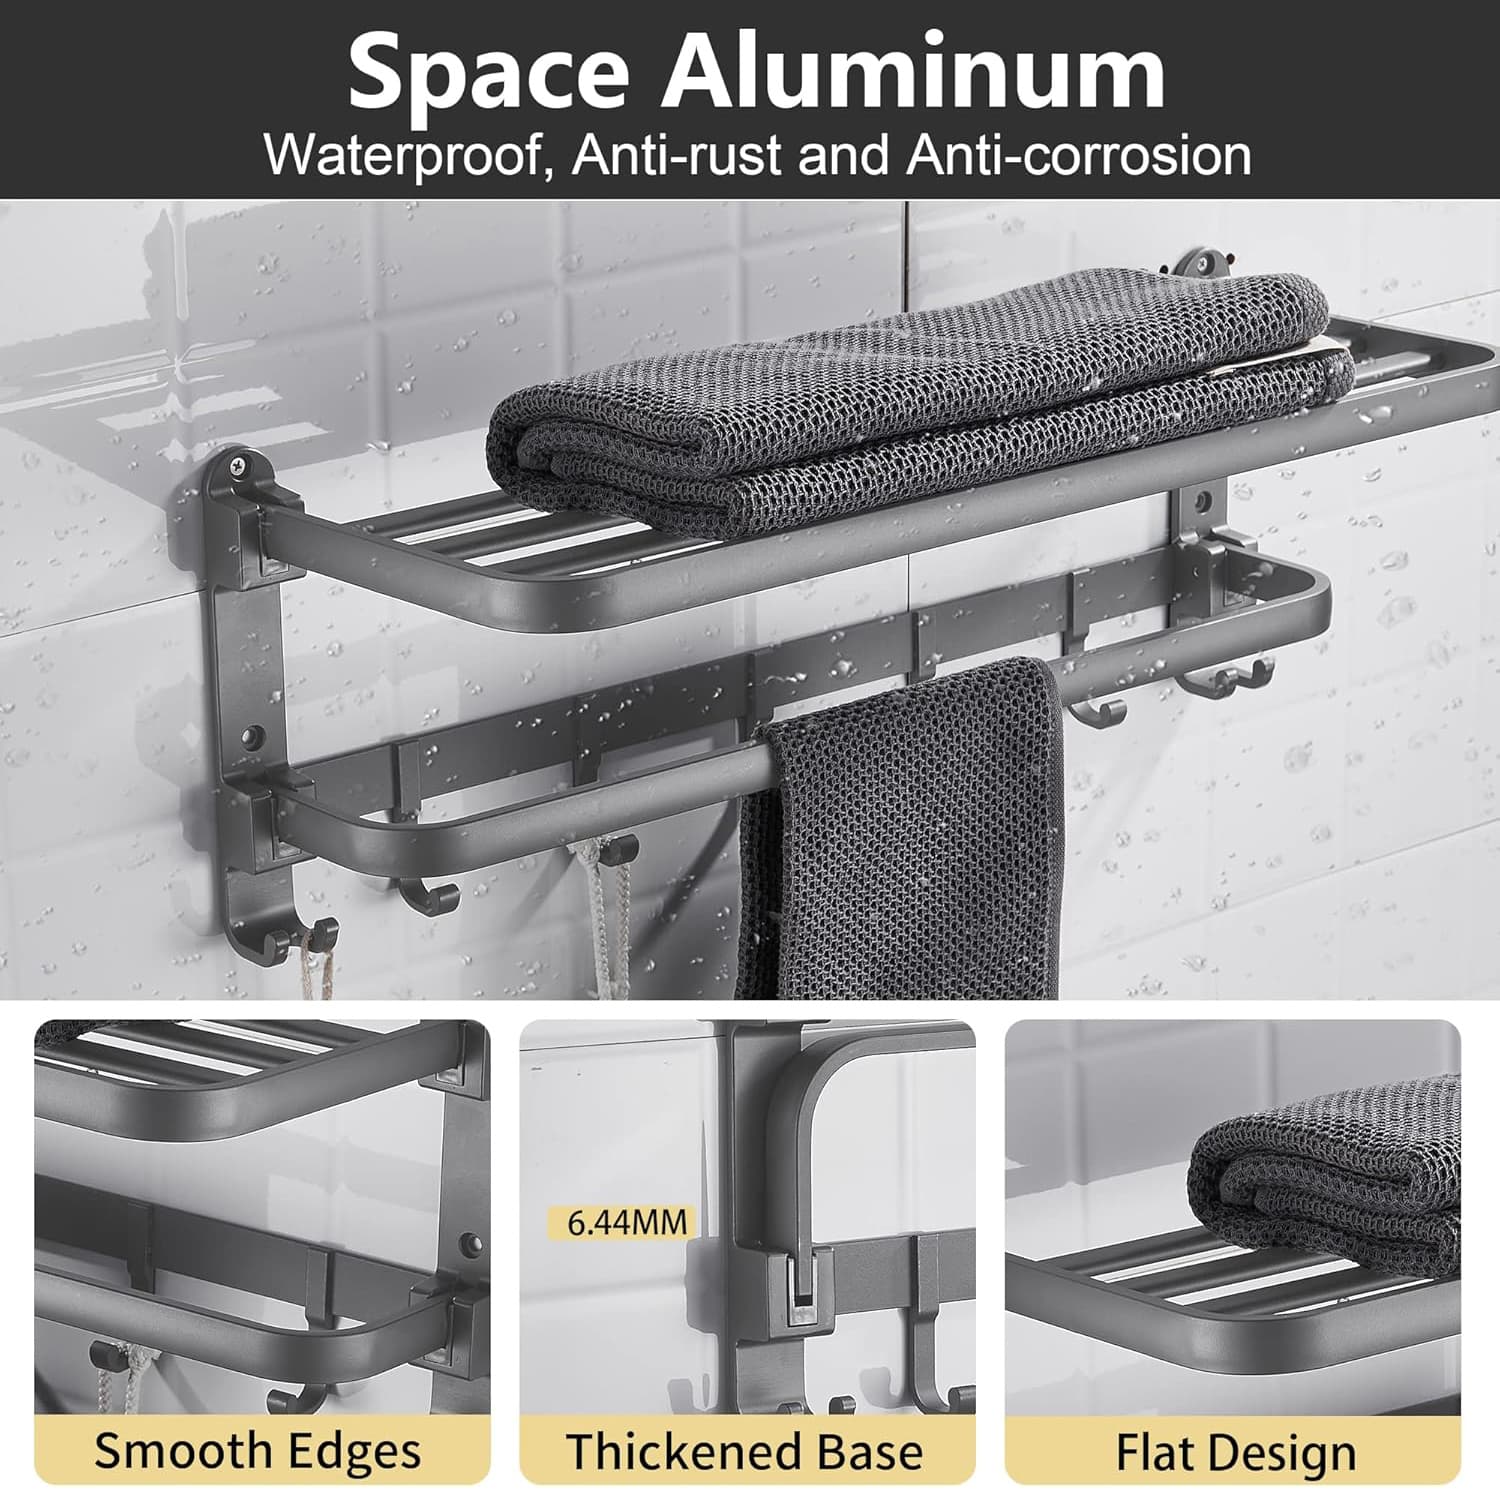 Space Aluminum
Waterproof, Anti-rust and Anti-corrosion
6.44MM
Smooth Edges
Thickened Base
Flat Design